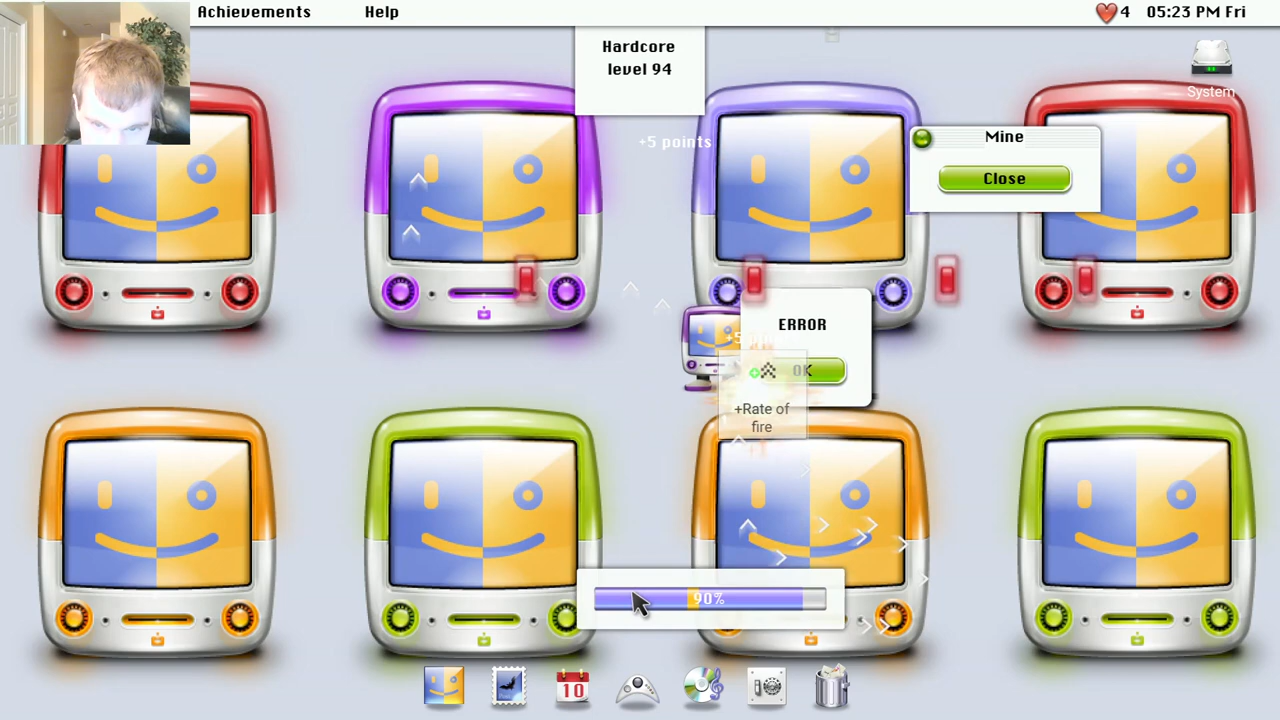 Achievements Help
4 05:23 PM Fri
Hardcore
level 94
System
+5 points
Mine
Close
ERROR
OK
+Rate of
fire
90%
10